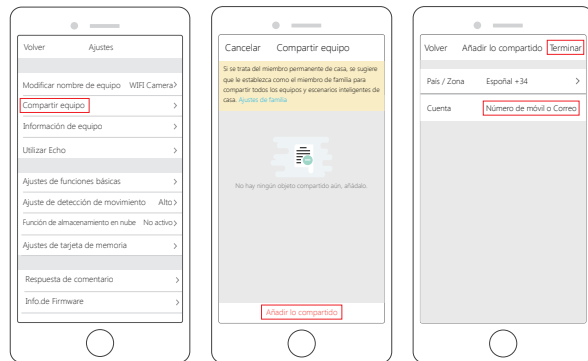 Volver Ajustes
Modificar nombre de equipo WIFI Camera
Compartir equipo
Información de equipo
Utilizar Echo
Ajustes de funciones básicas
Ajuste de detección de movimiento Alto
Función de almacenamiento en nube No activo
Ajustes de tarjeta de memoria
Respuesta de comentario
Info.de Firmware
Cancelar Compartir equipo
Si se trata del miembro permanente de casa, se sugiere
que le establezca como el miembro de familia para
compartir todos los equipos y escenarios inteligentes de
casa. Ajustes de familia
No hay ningún objeto compartido aún, añádalo.
Añadir lo compartido
Volver Añadir lo compartido Terminar
País / Zona Españal +34
Cuenta Número de móvil o Correo